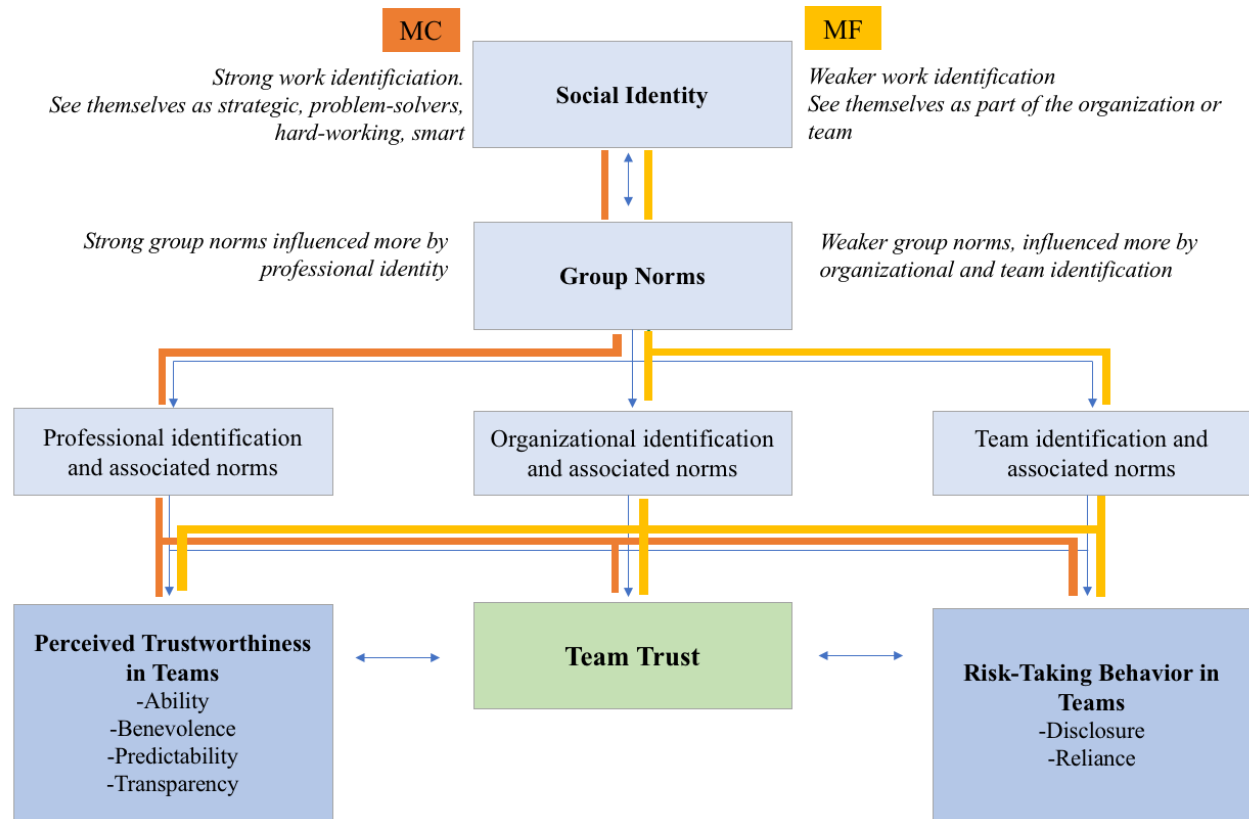 MC
MF
Strong work identificiation.
See themselves as strategic, problem-solvers,
hard-working, smart
Social Identity
Weaker work identification
See themselves as part of the organization or
team
Strong group norms influenced more by
professional identity
Group Norms
Weaker group norms, influenced more by
organizational and team identification
Professional identification
and associated norms
Organizational identification
and associated norms
Team identification and
associated norms
Perceived Trustworthiness
in Teams
-Ability
-Benevolence
-Predictability
-Transparency
Team Trust
Risk-Taking Behavior in
Teams
-Disclosure
-Reliance